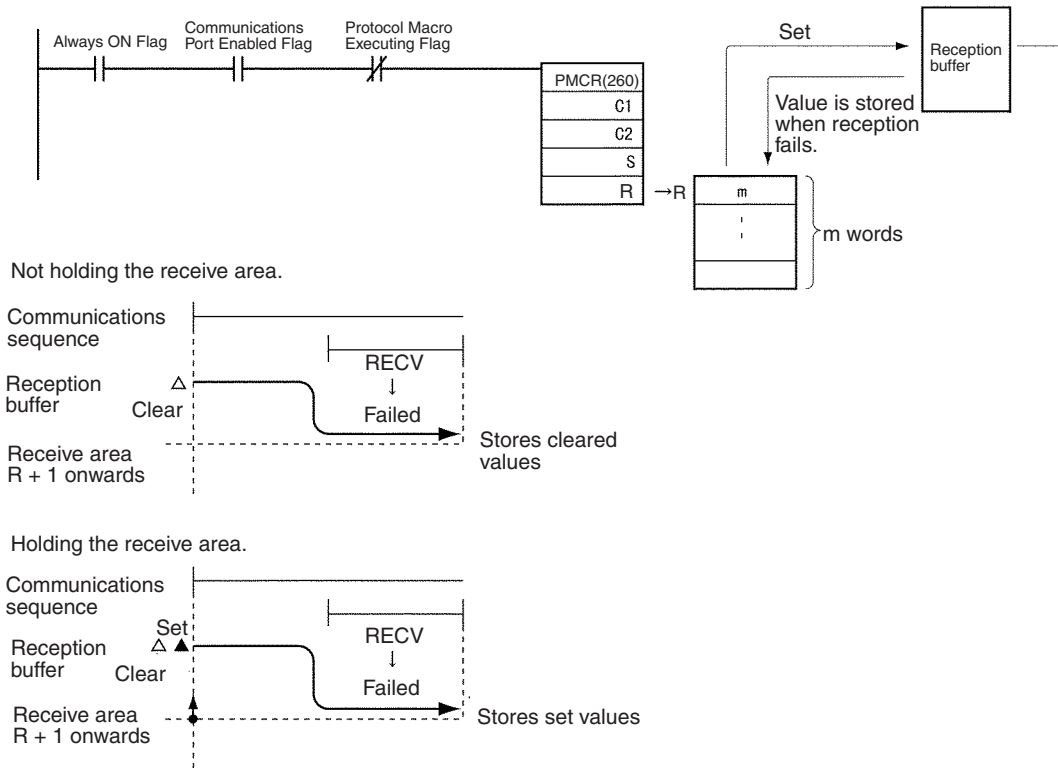 Always ON Flag
Communications
Port Enabled Flag
Protocol Macro
Executing Flag
PMCR(260)
C1
C2
S
R
→R
m
m words
Set
Reception
buffer
Value is stored
when reception
fails.
Not holding the receive area.
Communications
sequence
RECV
↓
Failed
Reception
buffer
△
Clear
Stores cleared
values
Receive area
R + 1 onwards
Holding the receive area.
Communications
sequence
Set
RECV
↓
Failed
Reception
buffer
△ ▲
Clear
Stores set values
Receive area
R + 1 onwards